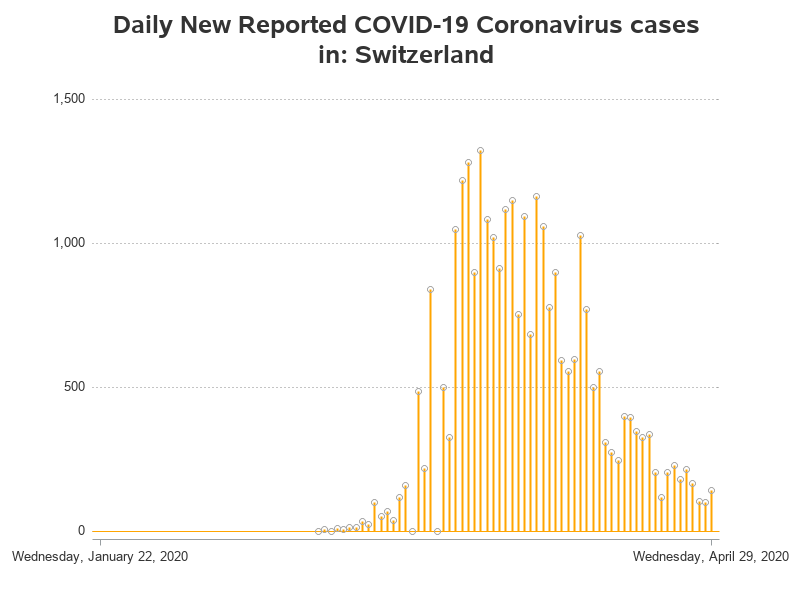 Daily New Reported COVID-19 Coronavirus cases
in: Switzerland
1,500
1,000
500
0
Wednesday, January 22, 2020
Wednesday, April 29, 2020